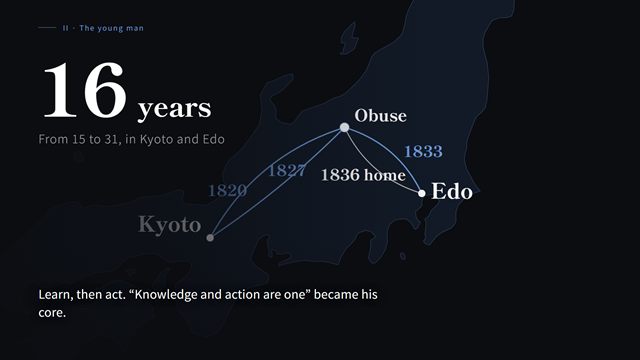 II · The young man
16 years
From 15 to 31, in Kyoto and Edo
Obuse
1833
1827
1836 home
1820
Edo
Kyoto
Learn, then act. “Knowledge and action are one” became his
core.